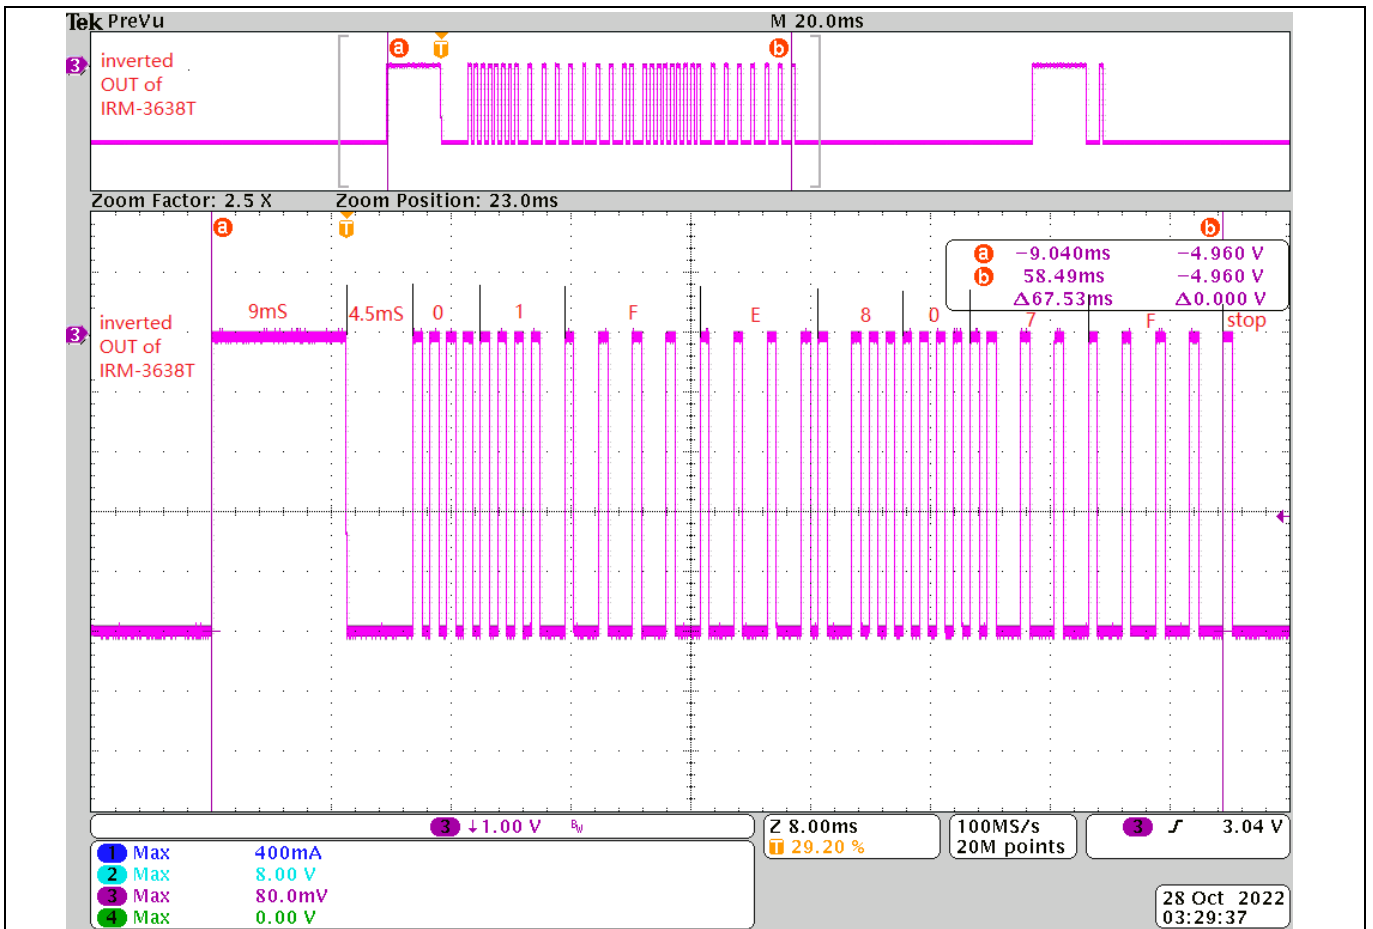 Tek PreVu M 20.0ms
a T b
3 inverted
OUT of
IRM-3638T
Zoom Factor: 2.5 X Zoom Position: 23.0ms
a T b
a −9.040ms −4.960 V
b 58.49ms −4.960 V
Δ67.53ms Δ0.000 V
9mS 4.5mS 0 1 F E 8 0 7 F stop
3 inverted
OUT of
IRM-3638T
3 ↓1.00 V BW
Z 8.00ms
T 29.20 %
100MS/s
20M points
3 3.04 V
1 Max 400mA
2 Max 8.00 V
3 Max 80.0mV
4 Max 0.00 V
28 Oct 2022
03:29:37